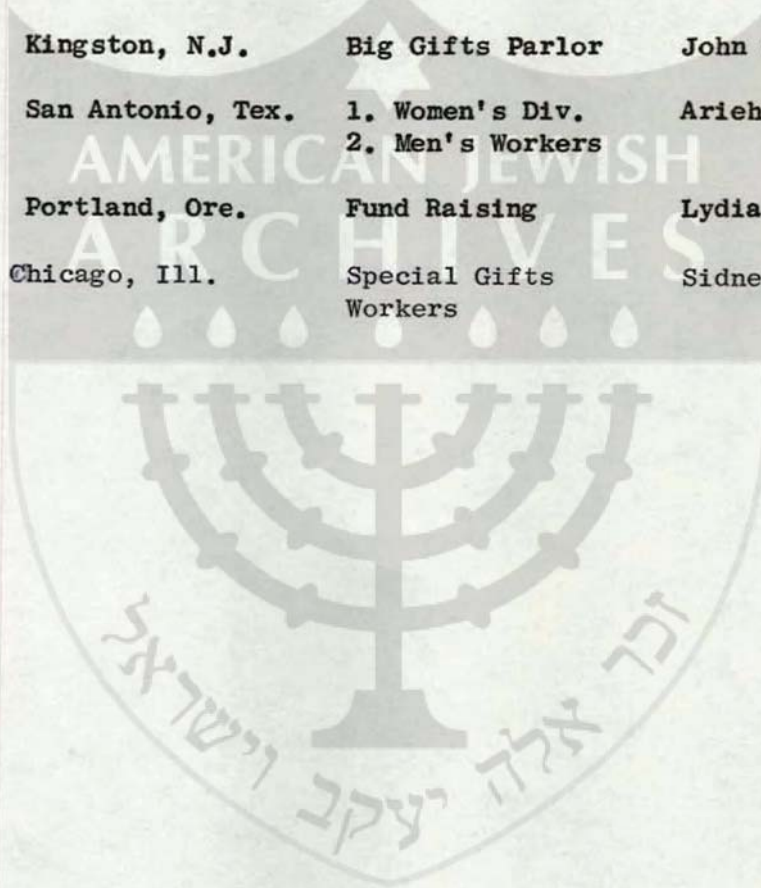 Kingston, N.J. Big Gifts Parlor John
San Antonio, Tex. 1. Women's Div. Arieh
2. Men's Workers
AMERICAN JEWISH
Portland, Ore. Fund Raising Lydia
ARCHIVES
Chicago, Ill. Special Gifts Sidne
Workers
זכר אלה יעקב וישראל